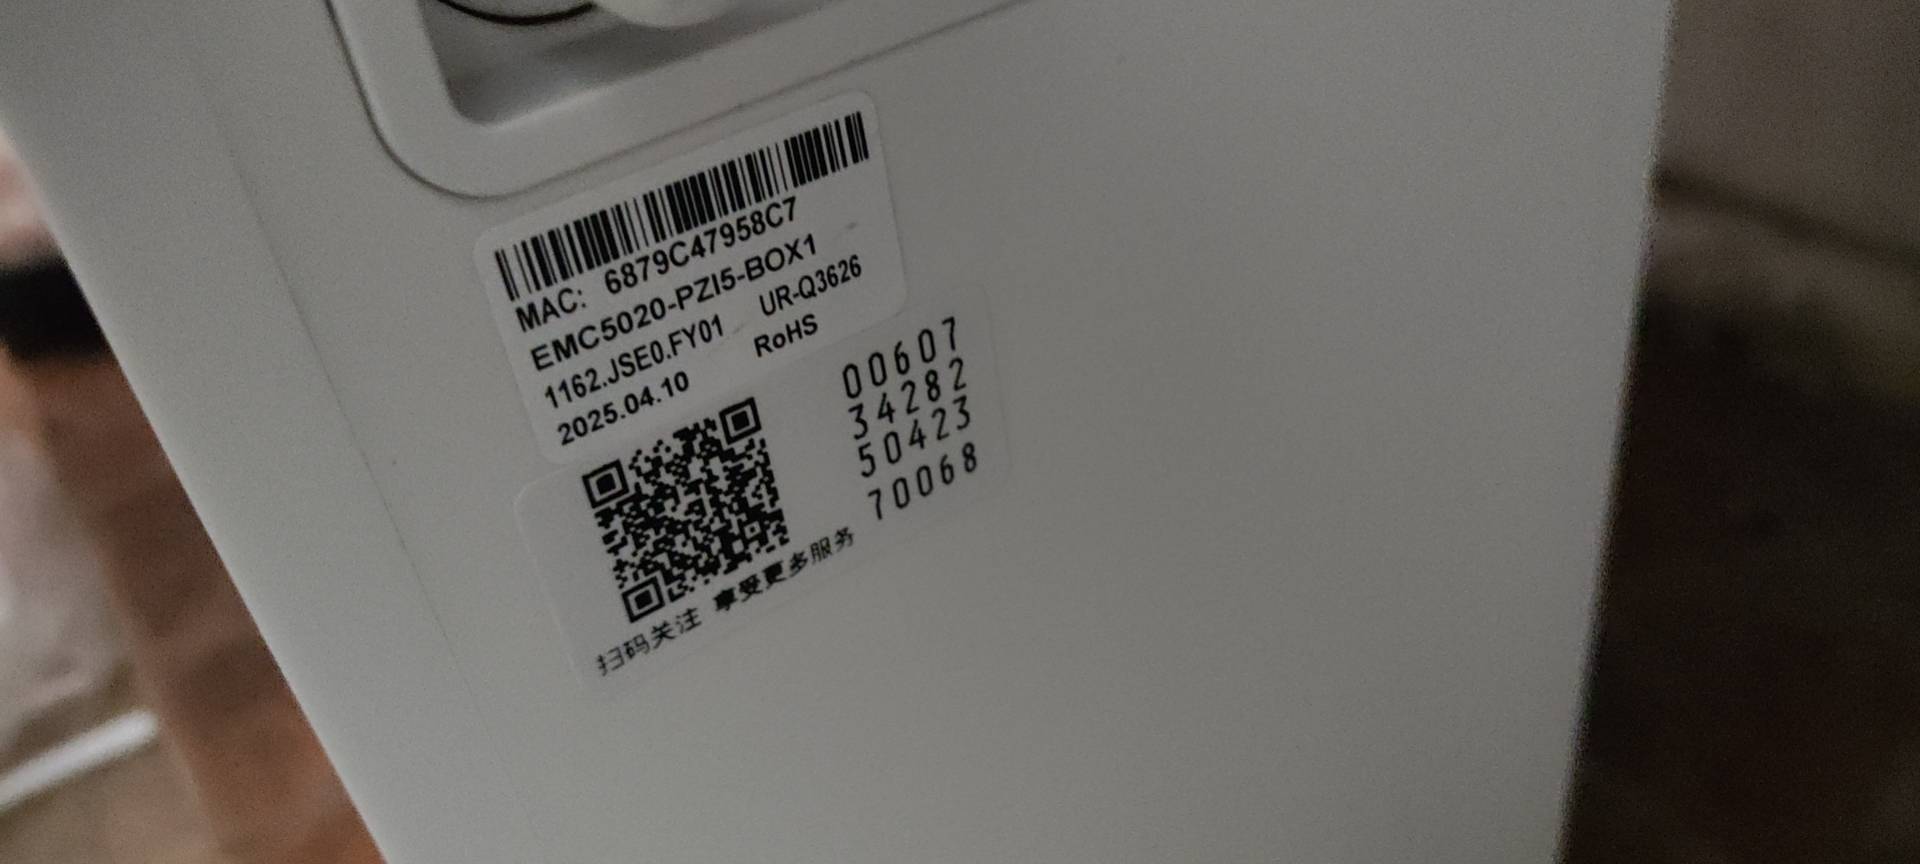 MAC: 6879C47958C7
EMC5020-PZI5-BOX1
1162.JSE0.FY01 UR-Q3626
2025.04.10 RoHS
00607
34282
50423
70068
扫码关注 享受更多服务